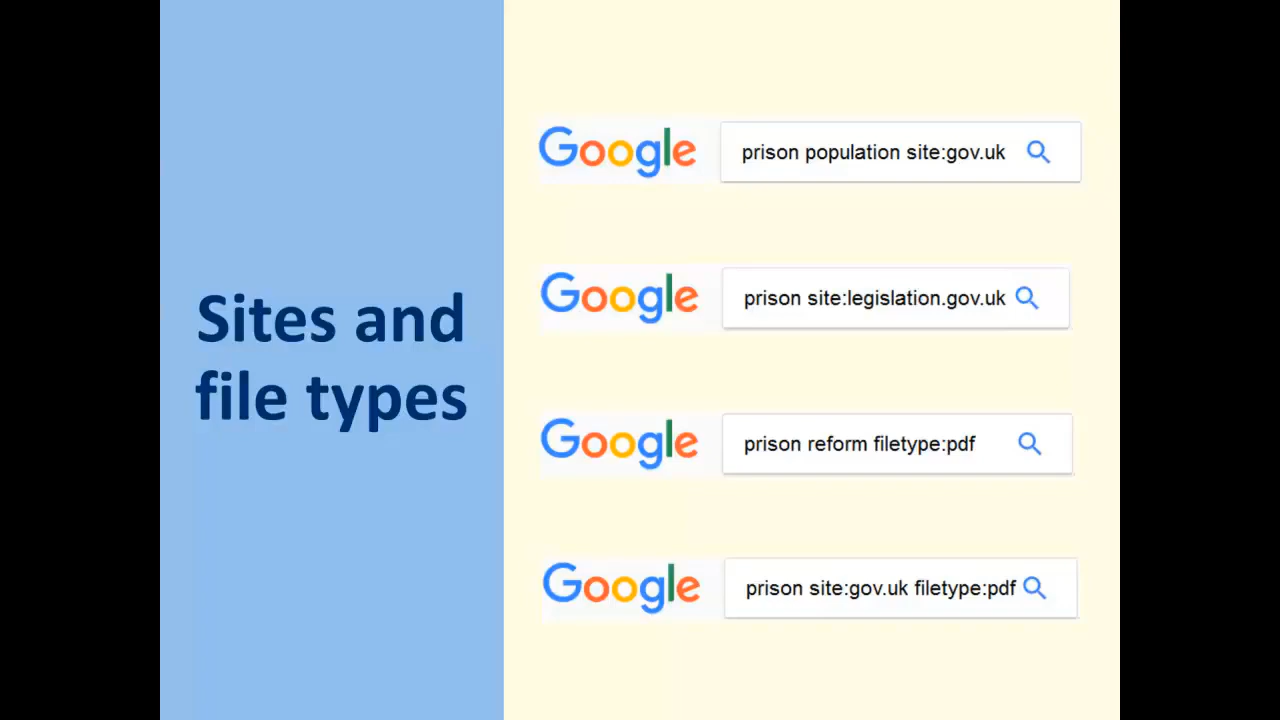 Sites and
file types
Google prison population site:gov.uk
Google prison site:legislation.gov.uk
Google prison reform filetype:pdf
Google prison site:gov.uk filetype:pdf